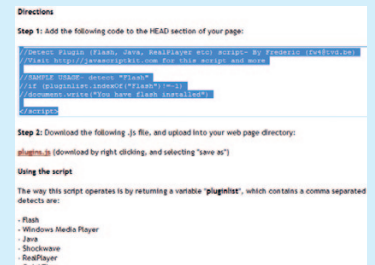 Directions
Step 1: Add the following code to the HEAD section of your page:
//Detect Plugin (Flash, Java, RealPlayer etc) script- By Frederic (fw4@tvd.be)
//Visit http://javascriptkit.com for this script and more
//SAMPLE USAGE- detect "Flash"
//if (pluginlist.indexOf("Flash")!=-1)
//document.write("You have flash installed")
</script>
Step 2: Download the following .js file, and upload into your web page directory:
plugins.js (download by right clicking, and selecting "save as")
Using the script
The way this script operates is by returning a variable "pluginlist", which contains a comma separated
detects are:
- Flash
- Windows Media Player
- Java
- Shockwave
- RealPlayer